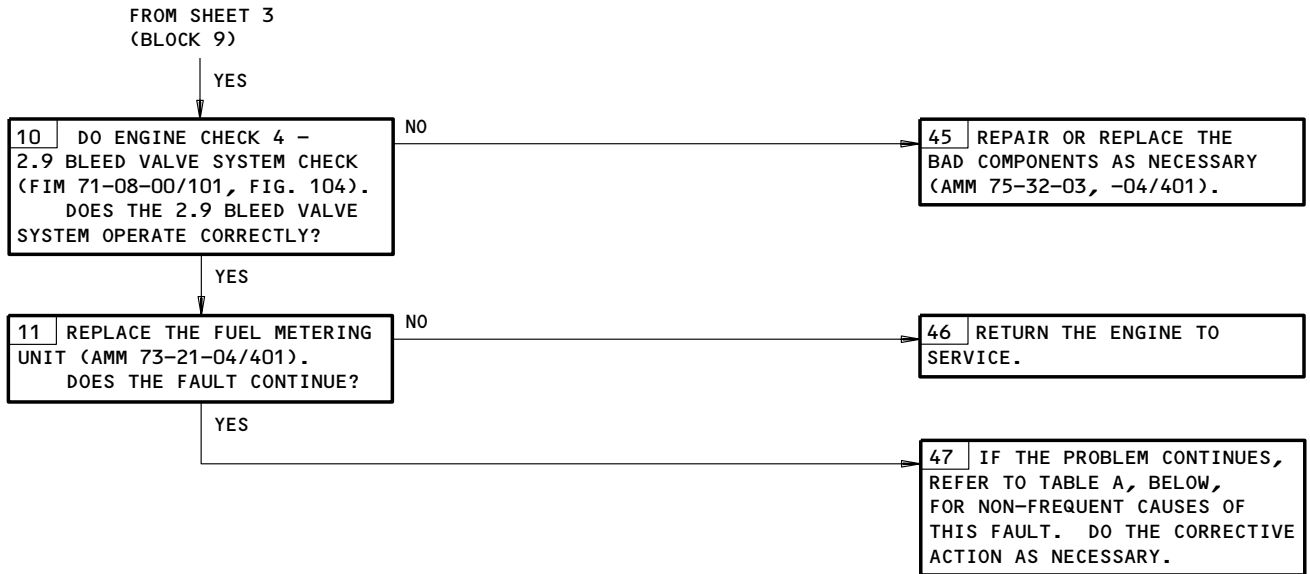 FROM SHEET 3
(BLOCK 9)
YES
10 DO ENGINE CHECK 4 -
2.9 BLEED VALVE SYSTEM CHECK
(FIM 71-08-00/101, FIG. 104).
DOES THE 2.9 BLEED VALVE
SYSTEM OPERATE CORRECTLY?
NO
45 REPAIR OR REPLACE THE
BAD COMPONENTS AS NECESSARY
(AMM 75-32-03, -04/401).
YES
11 REPLACE THE FUEL METERING
UNIT (AMM 73-21-04/401).
DOES THE FAULT CONTINUE?
NO
46 RETURN THE ENGINE TO
SERVICE.
YES
47 IF THE PROBLEM CONTINUES,
REFER TO TABLE A, BELOW,
FOR NON-FREQUENT CAUSES OF
THIS FAULT. DO THE CORRECTIVE
ACTION AS NECESSARY.